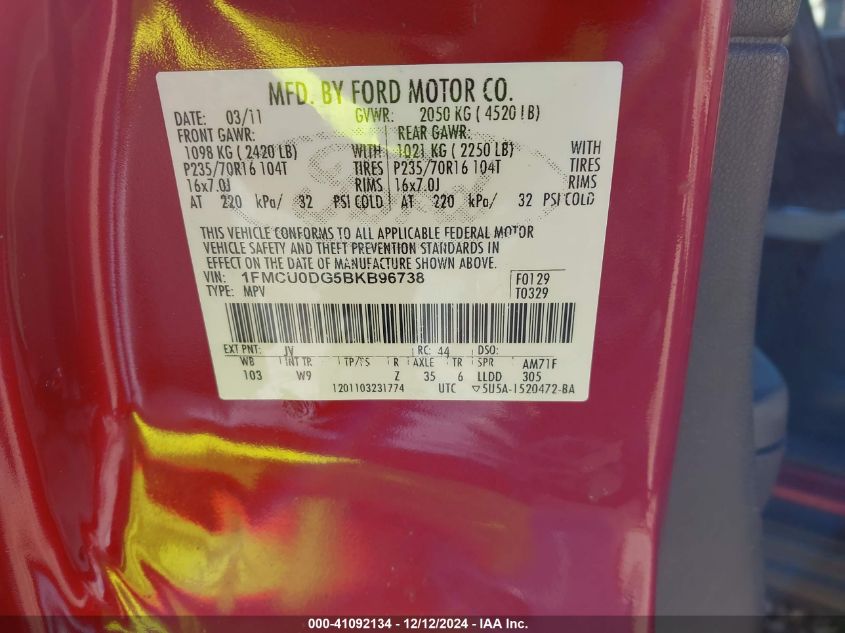 MFD. BY FORD MOTOR CO.
DATE: 03/11 GVWR: 2050 KG ( 4520 lB)
FRONT GAWR: REAR GAWR:
1098 KG ( 2420 LB) WITH 1021 KG ( 2250 LB) WITH
P235/70R16 104T TIRES P235/70R16 104T TIRES
16x7.0J RIMS 16x7.0J RIMS
AT 220 kPa/ 32 PSI COLD AT 220 kPa/ 32 PSI COLD
THIS VEHICLE CONFORMS TO ALL APPLICABLE FEDERAL MOTOR
VEHICLE SAFETY AND THEFT PREVENTION STANDARDS IN
EFFECT ON THE DATE OF MANUFACTURE SHOWN ABOVE.
VIN: 1FMCU0DG5BKB96738 F0129
TYPE: MPV T0329
EXT PNT: JV RC: 44 DSO:
WB INT TR TP/PS R AXLE TR SPR AM71F
103 W9 Z 35 6 LLDD 305
1201103231774 UTC ▽5U5A-1520472-BA
000-41092134 - 12/12/2024 - IAA Inc.